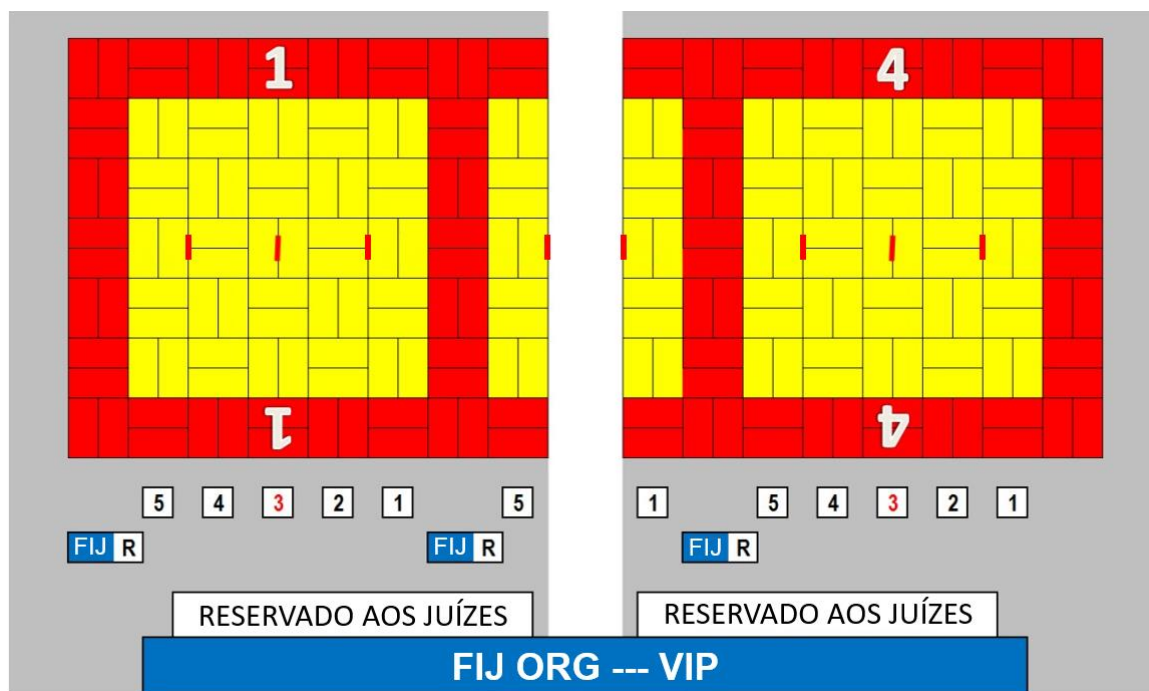 1 4
1 4
5 4 3 2 1 5 1 5 4 3 2 1
FIJ R FIJ R FIJ R
RESERVADO AOS JUÍZES RESERVADO AOS JUÍZES
FIJ ORG --- VIP